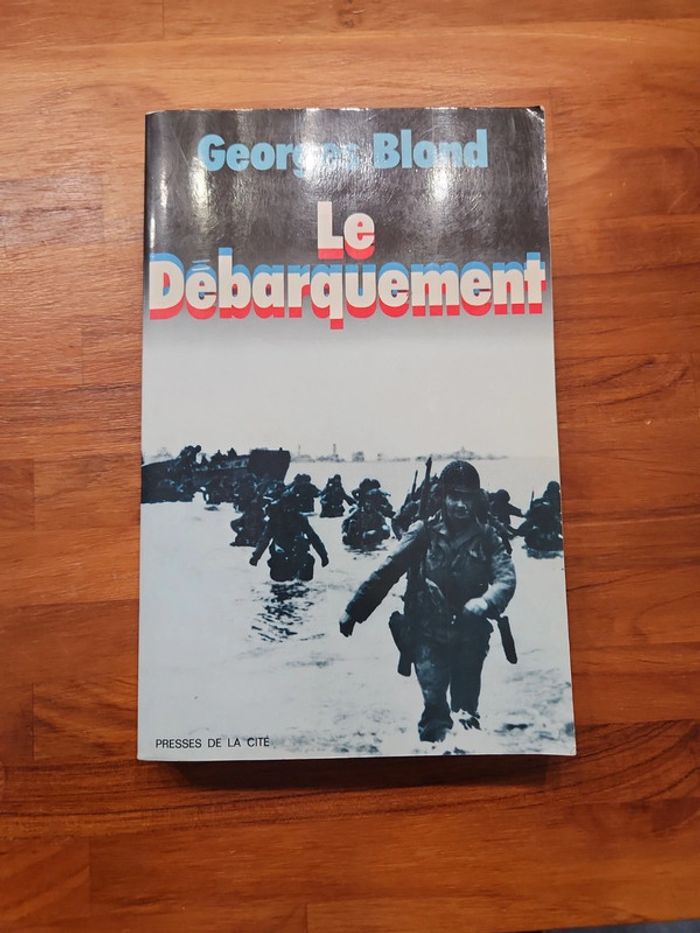 Georges Blond
Le
Débarquement
PRESSES DE LA CITÉ